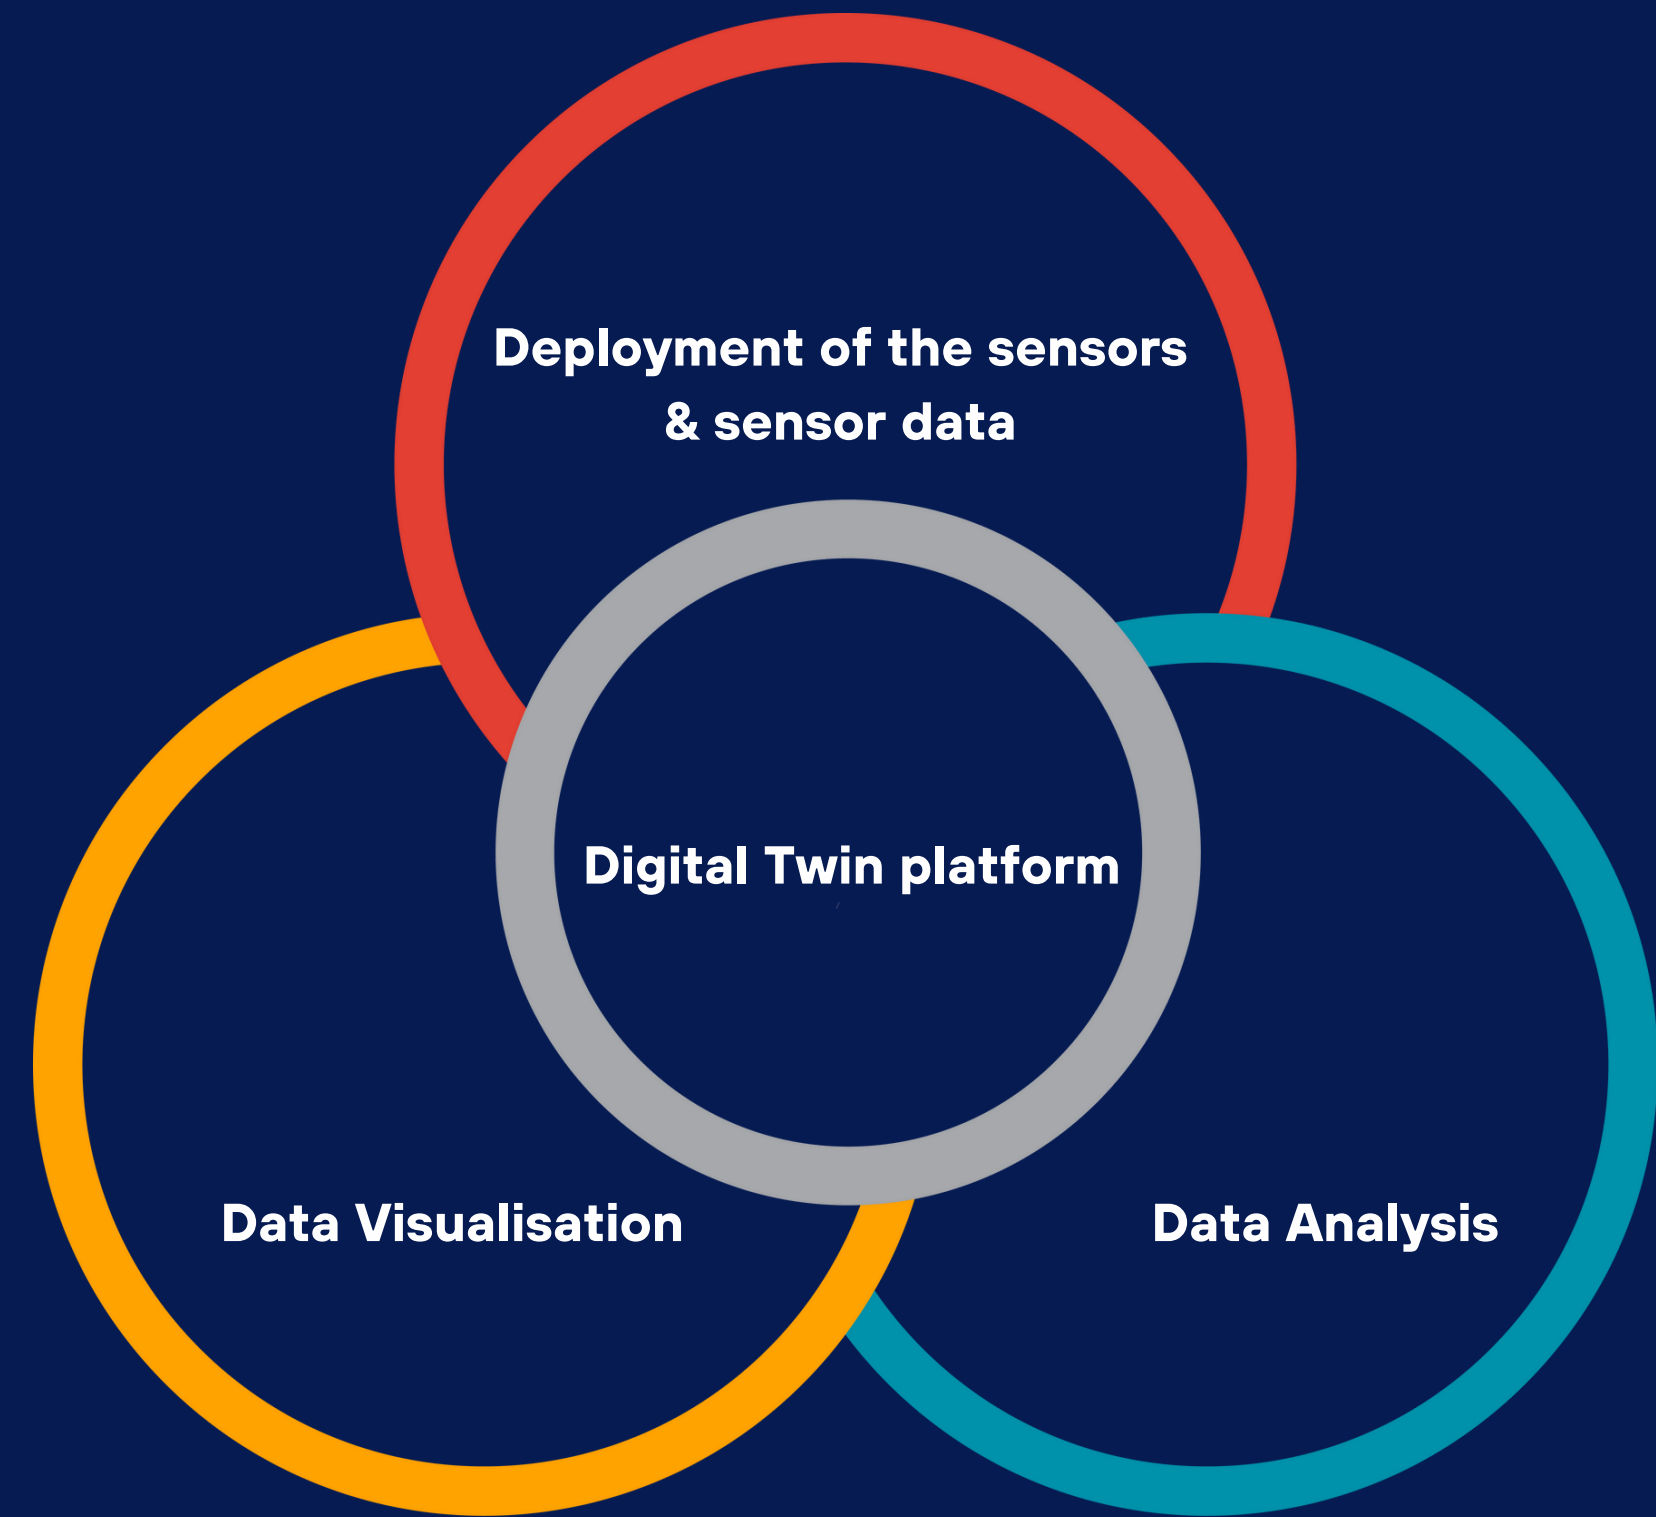 Deployment of the sensors
& sensor data
Digital Twin platform
Data Visualisation
Data Analysis